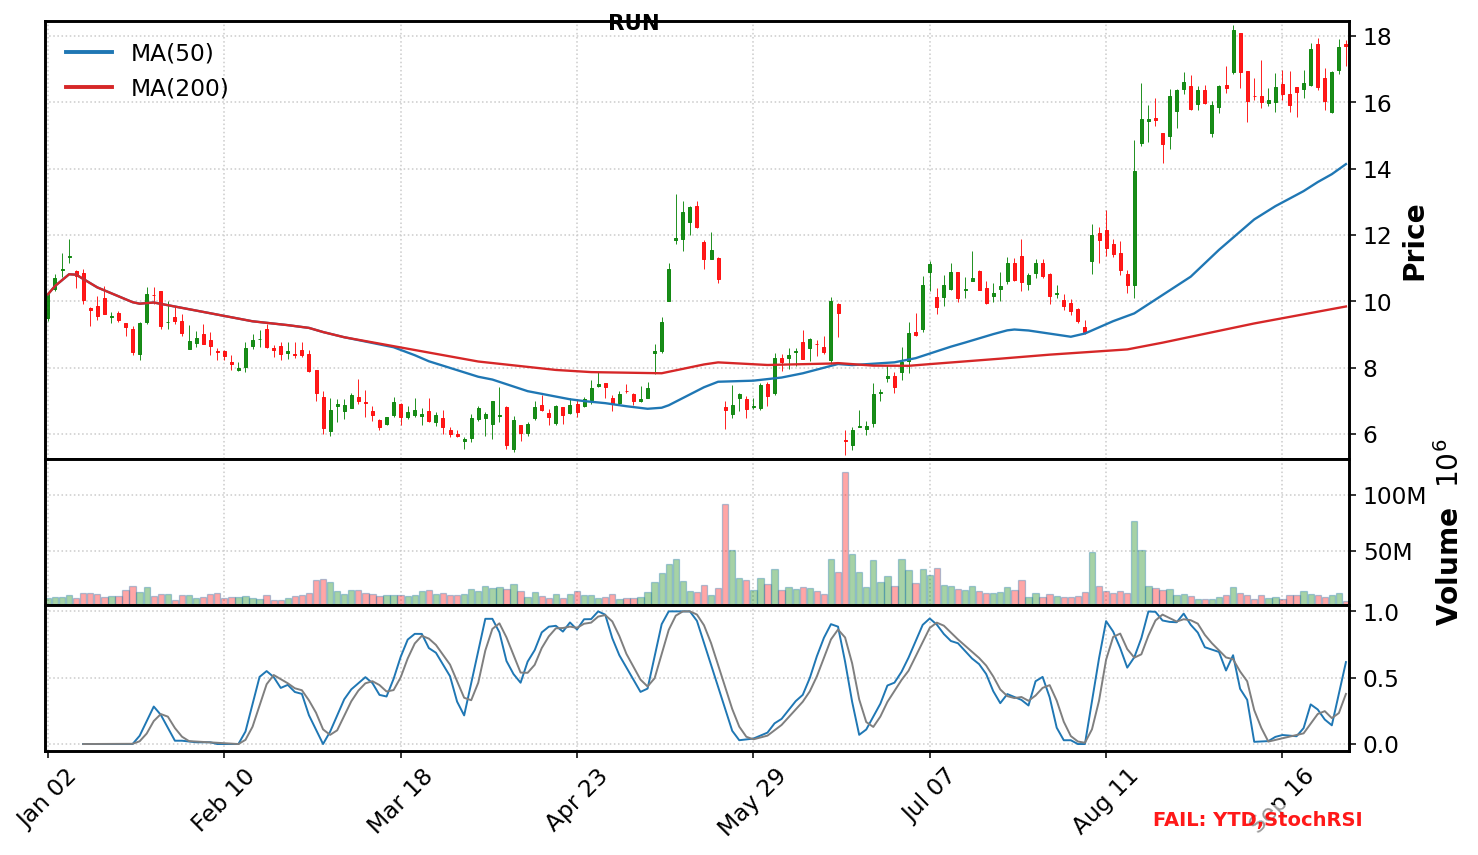 RUN
MA(50)
MA(200)
18
16
14
12
10
8
6
Price
100M
50M
Volume 10^6
1.0
0.5
0.0
Jan 02
Feb 10
Mar 18
Apr 23
May 29
Jul 07
Aug 11
Sep 16
FAIL: YTD,StochRSI